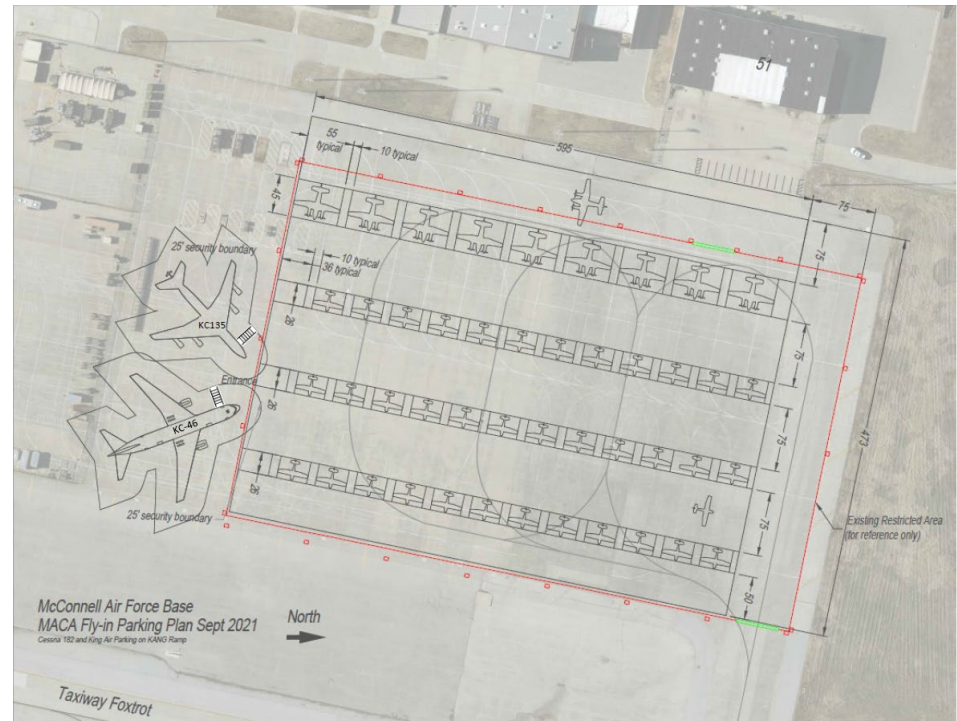 51
595
55
typical
10 typical
75
45
75
25' security boundary
10 typical
36 typical
KC135
26
75
Entrance
26
KC-46
75
473
26
75
25' security boundary
Existing Restricted Area
(for reference only)
50
McConnell Air Force Base
MACA Fly-in Parking Plan Sept 2021
Cessna 182 and King Air Parking on KANG Ramp
North
Taxiway Foxtrot